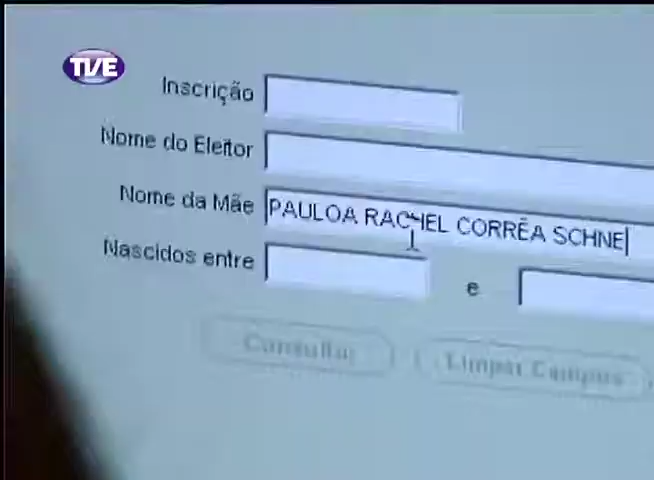 TVE
Inscrição
Nome do Eleitor
Nome da Mãe PAULOA RACHEL CORRÊA SCHNE
Nascidos entre e
Consultar Limpar Campos